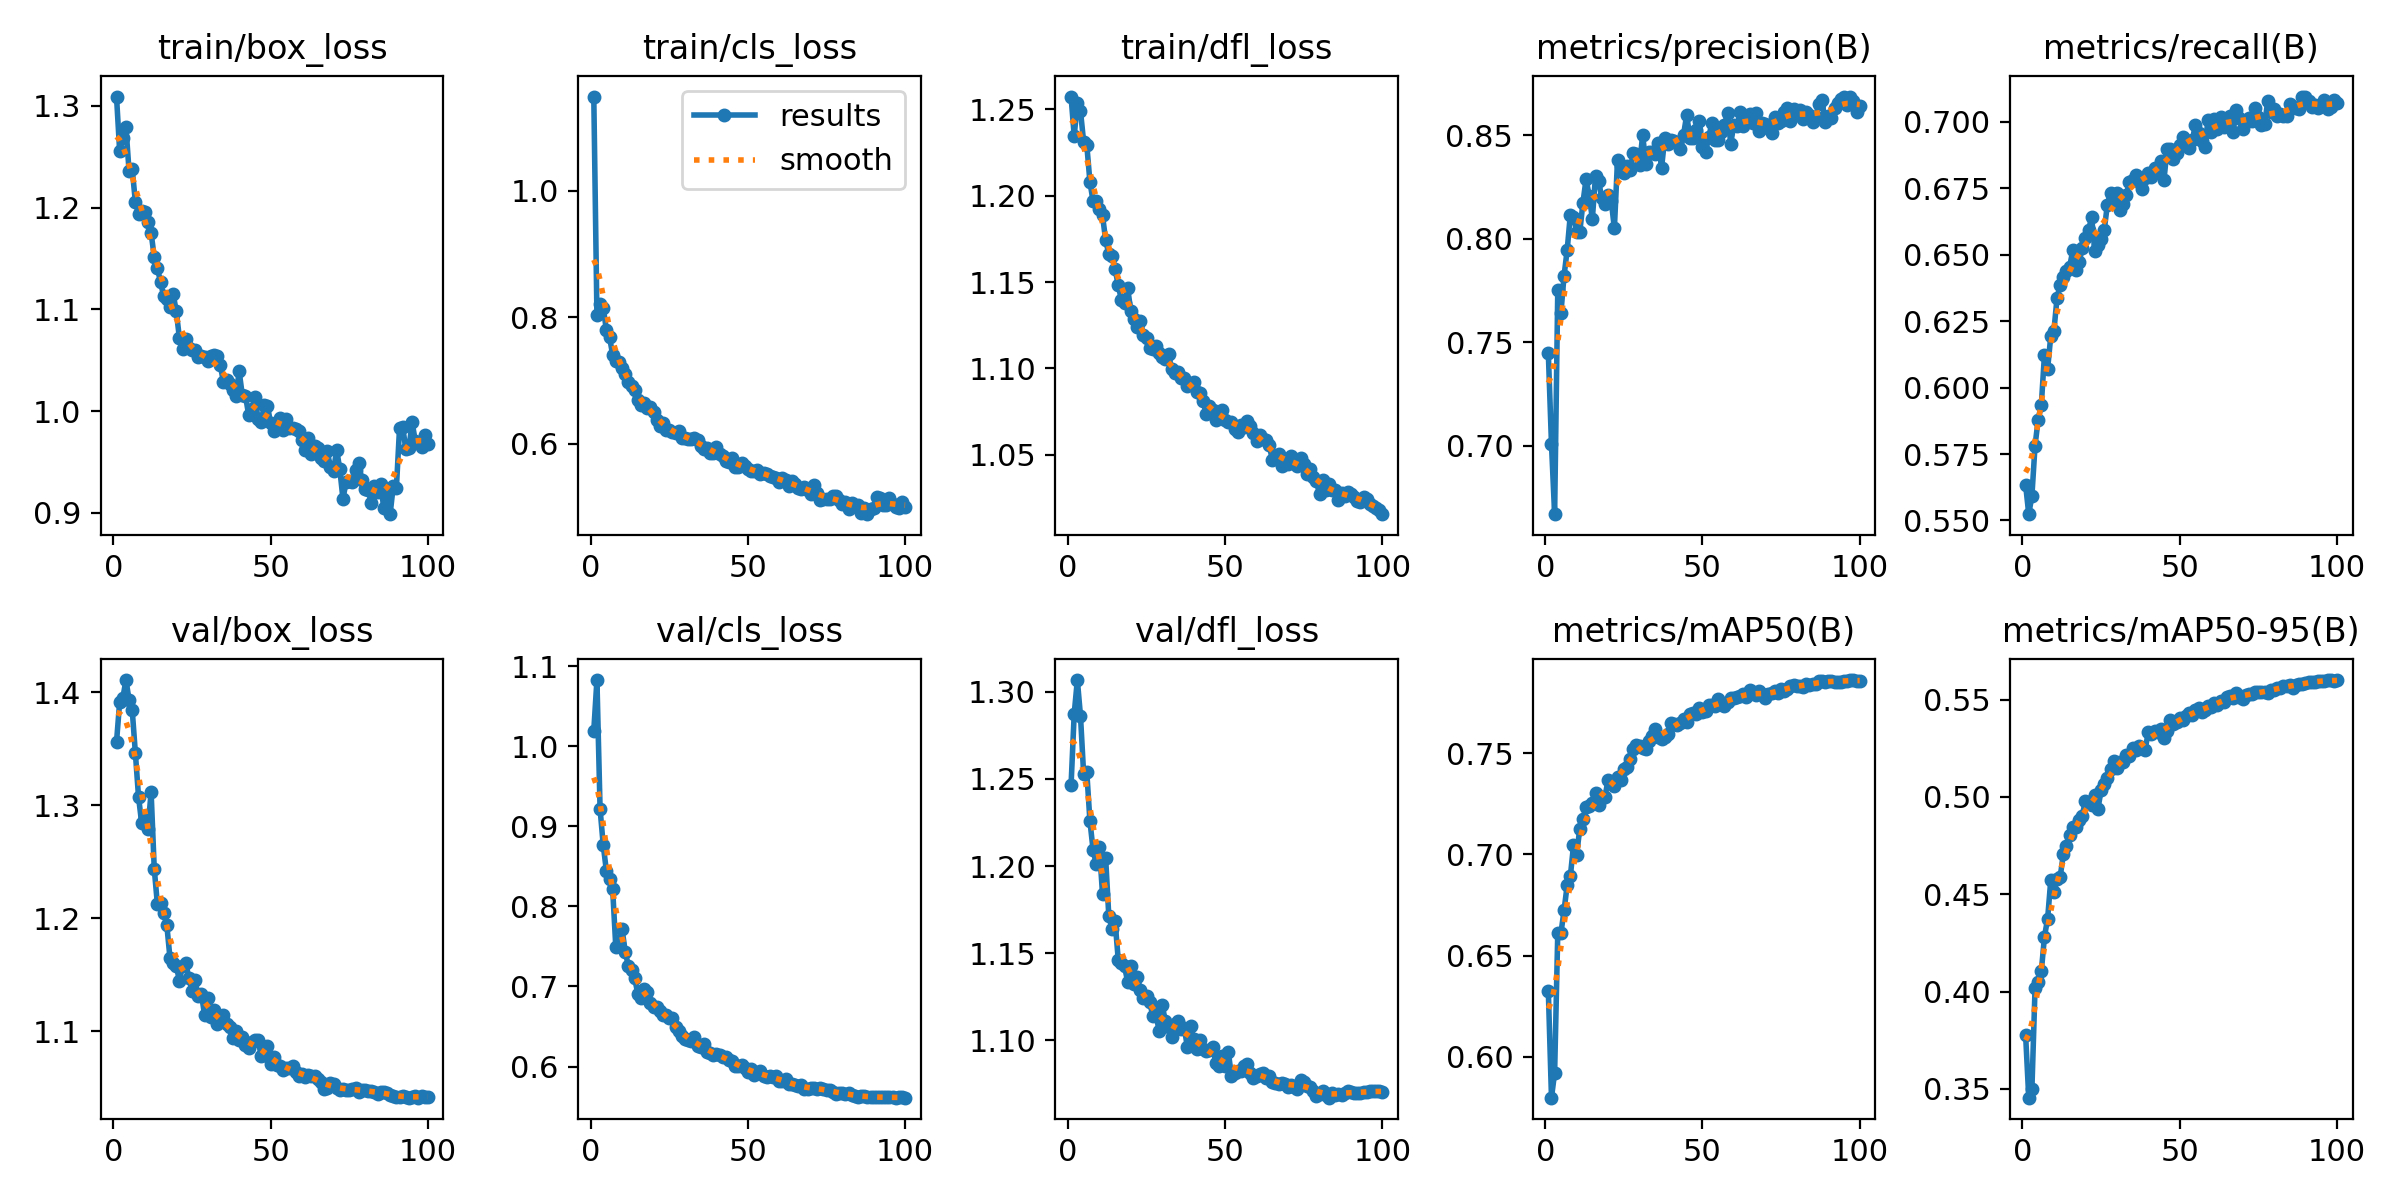 train/box_loss
1.3
1.2
1.1
1.0
0.9
0 50 100
train/cls_loss
results
smooth
1.0
0.8
0.6
0 50 100
train/dfl_loss
1.25
1.20
1.15
1.10
1.05
0 50 100
metrics/precision(B)
0.85
0.80
0.75
0.70
0 50 100
metrics/recall(B)
0.700
0.675
0.650
0.625
0.600
0.575
0.550
0 50 100
val/box_loss
1.4
1.3
1.2
1.1
0 50 100
val/cls_loss
1.1
1.0
0.9
0.8
0.7
0.6
0 50 100
val/dfl_loss
1.30
1.25
1.20
1.15
1.10
0 50 100
metrics/mAP50(B)
0.75
0.70
0.65
0.60
0 50 100
metrics/mAP50-95(B)
0.55
0.50
0.45
0.40
0.35
0 50 100